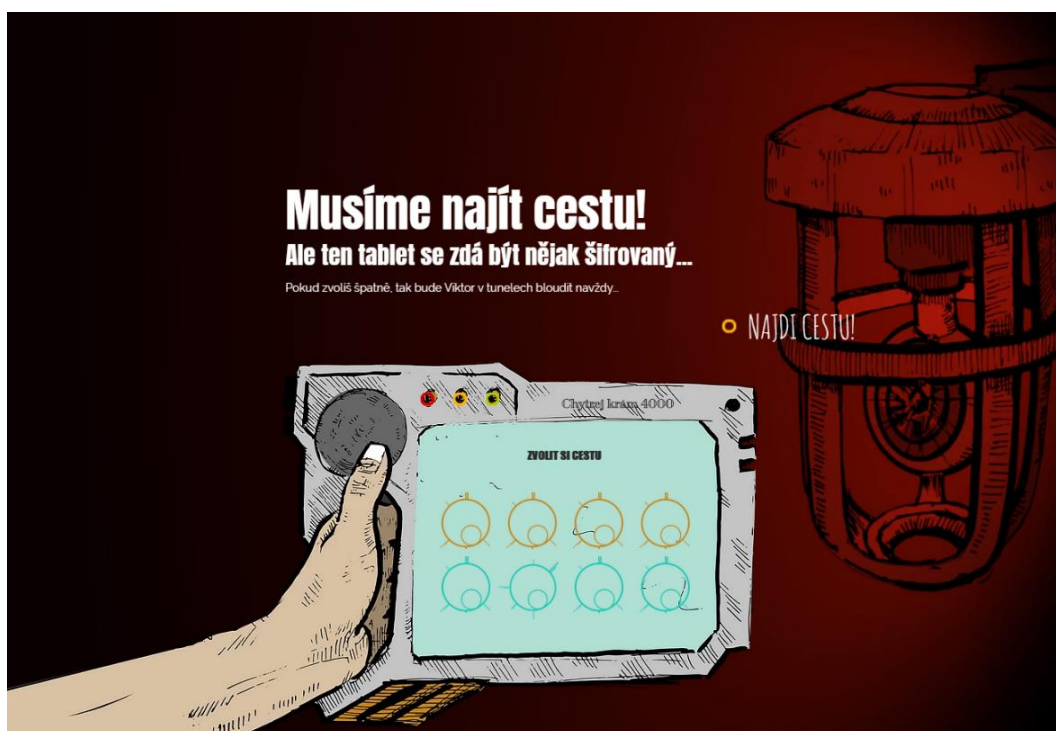 Musíme najít cestu!
Ale ten tablet se zdá být nějak šifrovaný...
Pokud zvolíš špatně, tak bude Viktor v tunelech bloudit navždy...
NAJDI CESTU!
Chytrej krám 4000
ZVOLIT SI CESTU